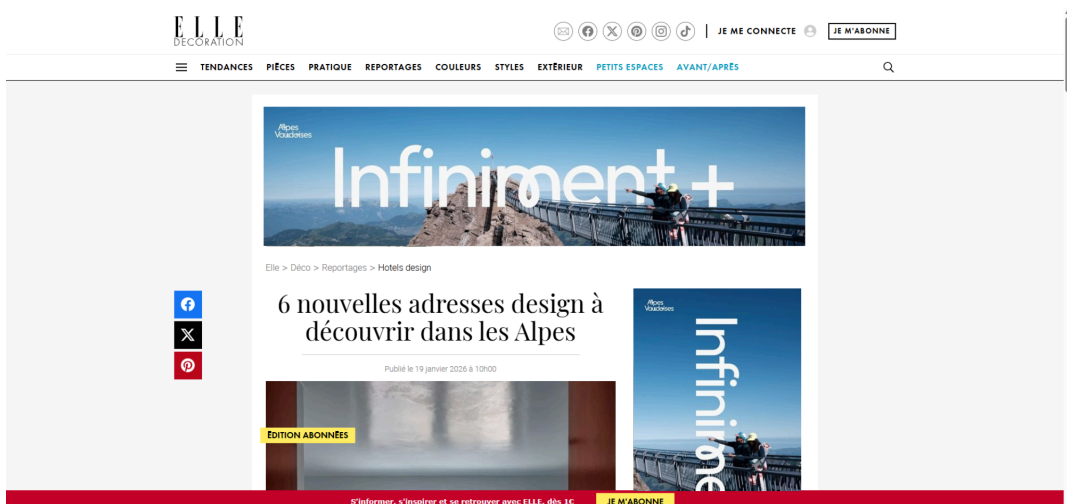 ELLE
DECORATION
JE ME CONNECTE
JE M'ABONNE
TENDANCES PIÈCES PRATIQUE REPORTAGES COULEURS STYLES EXTÉRIEUR PETITS ESPACES AVANT/APRÈS
Alpes
Vaudoises
Infiniment +
Elle > Déco > Reportages > Hotels design
6 nouvelles adresses design à
découvrir dans les Alpes
Publié le 19 janvier 2026 à 10h00
ÉDITION ABONNÉES
Alpes
Vaudoises
Infinime
S'informer, s'inspirer et se retrouver avec ELLE, dès 1€
JE M'ABONNE